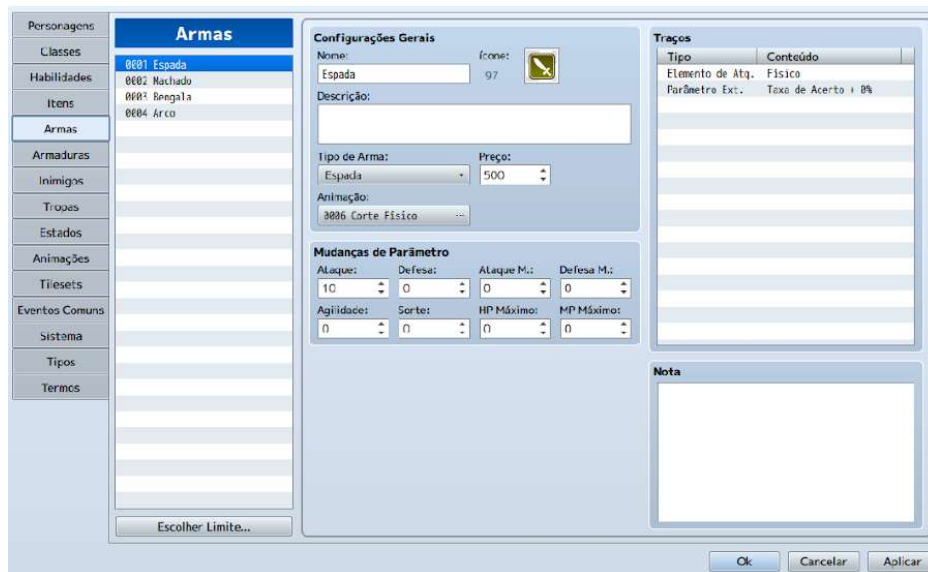 Personagens
Classes
Habilidades
Itens
Armas
Armaduras
Inimigos
Tropas
Estados
Animações
Tilesets
Eventos Comuns
Sistema
Tipos
Termos
Armas
0001 Espada
0002 Machado
0003 Bengala
0004 Arco
Escolher Limite...
Configurações Gerais
Nome: Ícone:
Espada 97
Descrição:
Tipo de Arma: Preço:
Espada 500
Animação:
0006 Corte Físico ...
Mudanças de Parâmetro
Ataque: Defesa: Ataque M.: Defesa M.:
10 0 0 0
Agilidade: Sorte: HP Máximo: MP Máximo:
0 0 0 0
Traços
Tipo Conteúdo
Elemento de Atq. Físico
Parâmetro Ext. Taxa de Acerto + 0%
Nota
Ok Cancelar Aplicar